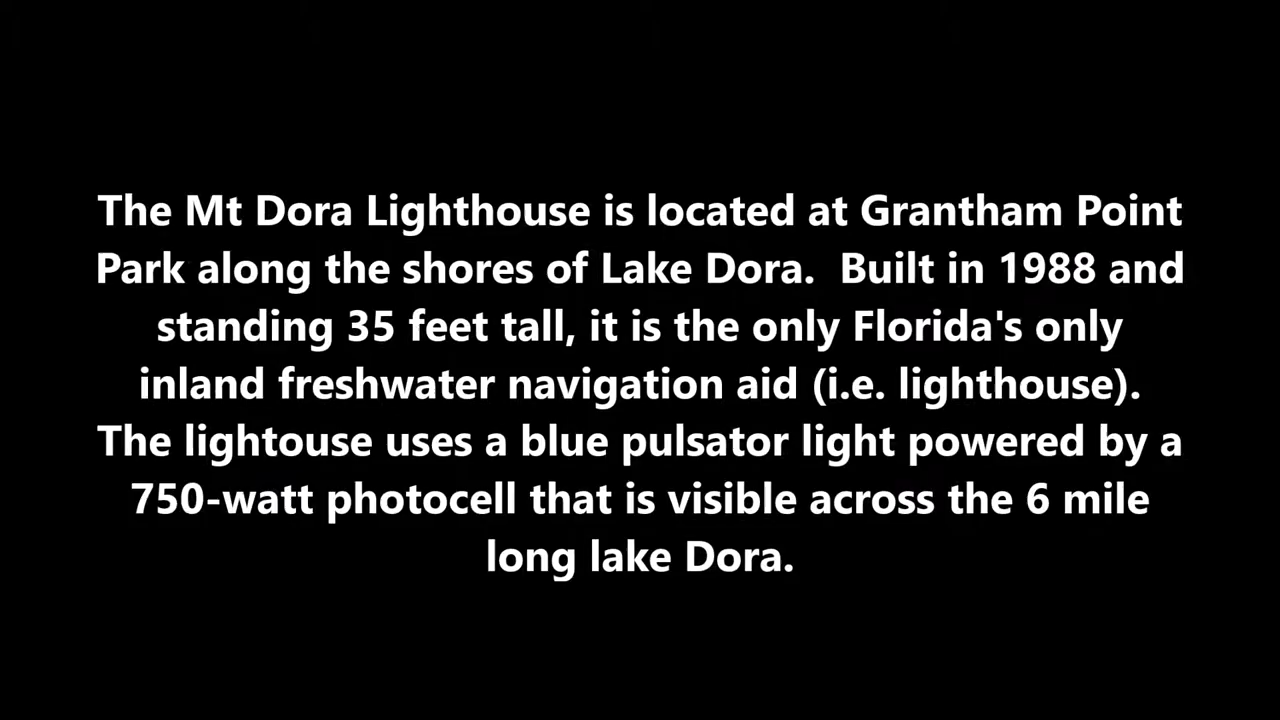 The Mt Dora Lighthouse is located at Grantham Point
Park along the shores of Lake Dora.  Built in 1988 and
standing 35 feet tall, it is the only Florida's only
inland freshwater navigation aid (i.e. lighthouse).
The lightouse uses a blue pulsator light powered by a
750-watt photocell that is visible across the 6 mile
long lake Dora.